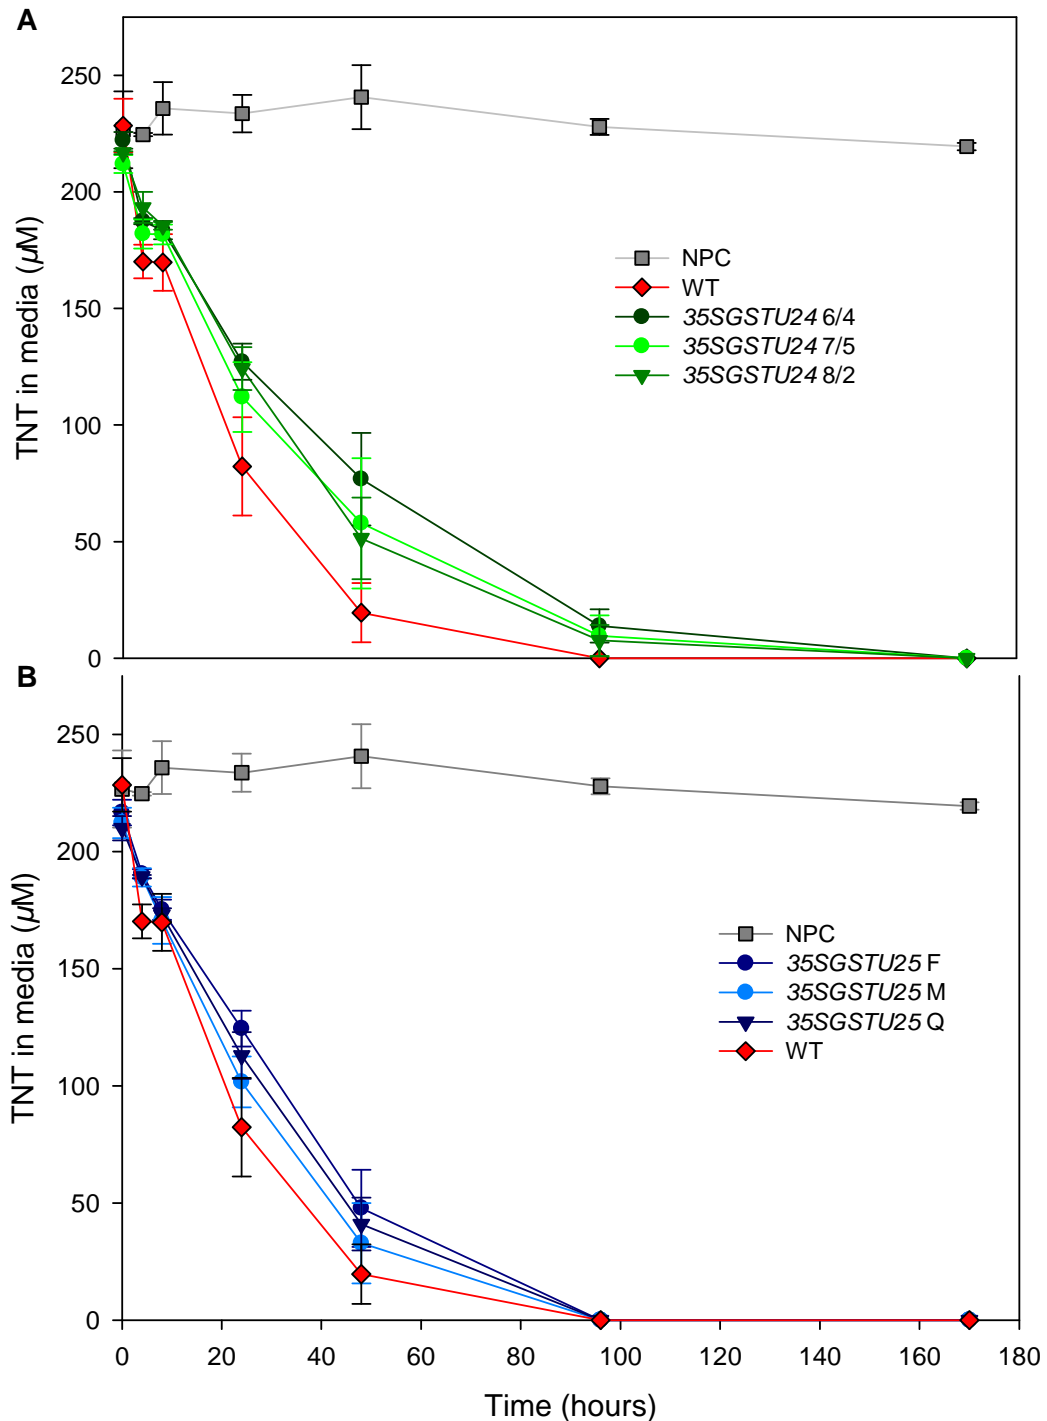 A
250
200
150
100
50
0
TNT in media (µM)
NPC
WT
35SGSTU24 6/4
35SGSTU24 7/5
35SGSTU24 8/2
B
250
200
150
100
50
0
TNT in media (µM)
NPC
35SGSTU25 F
35SGSTU25 M
35SGSTU25 Q
WT
0 20 40 60 80 100 120 140 160 180
Time (hours)